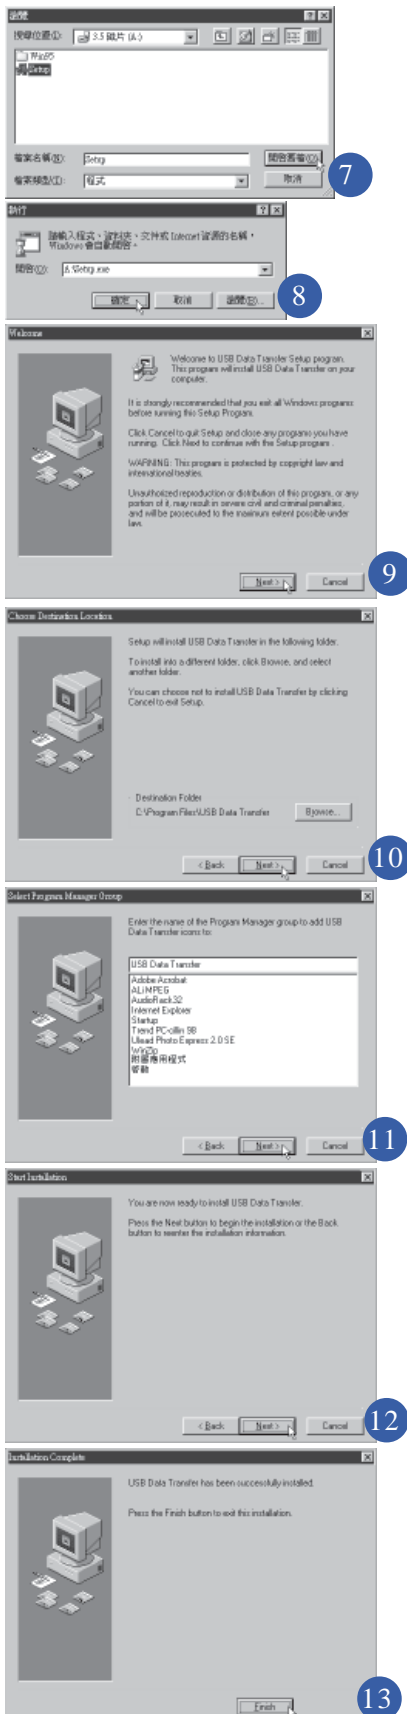 瀏覽
搜尋位置(I): 3.5 磁片 (A:)
Win95
Setup
檔案名稱(N): Setup 開啟舊檔(O)
檔案類型(T): 程式 取消
7
執行
請輸入程式、資料夾、文件或 Internet 資源的名稱,
Windows 會自動開啟。
開啟(O): A:\Setup.exe
確定 取消 瀏覽(B)...
8
Welcome
Welcome to USB Data Transfer Setup program.
This program will install USB Data Transfer on your
computer.
It is strongly recommended that you exit all Windows programs
before running this Setup Program.
Click Cancel to quit Setup and close any programs you have
running. Click Next to continue with the Setup program .
WARNING: This program is protected by copyright law and
international treaties.
Unauthorized reproduction or distribution of this program, or any
portion of it, may result in severe civil and criminal penalties,
and will be prosecuted to the maximum extent possible under
law.
Next > Cancel
9
Choose Destination Location
Setup will install USB Data Transfer in the following folder.
To install into a different folder, click Browse, and select
another folder.
You can choose not to install USB Data Transfer by clicking
Cancel to exit Setup.
Destination Folder
C:\Program Files\USB Data Transfer Browse...
< Back Next > Cancel
10
Select Program Manager Group
Enter the name of the Program Manager group to add USB
Data Transfer icons to:
USB Data Transfer
Adobe Acrobat
ALiMPEG
AudioRack32
Internet Explorer
Startup
Trend PC-cillin 98
Ulead Photo Express 2.0 SE
WinZip
附屬應用程式
啟動
< Back Next > Cancel
11
Start Installation
You are now ready to install USB Data Transfer.
Press the Next button to begin the installation or the Back
button to reenter the installation information.
< Back Next > Cancel
12
Installation Complete
USB Data Transfer has been successfully installed.
Press the Finish button to exit this installation.
Finish
13